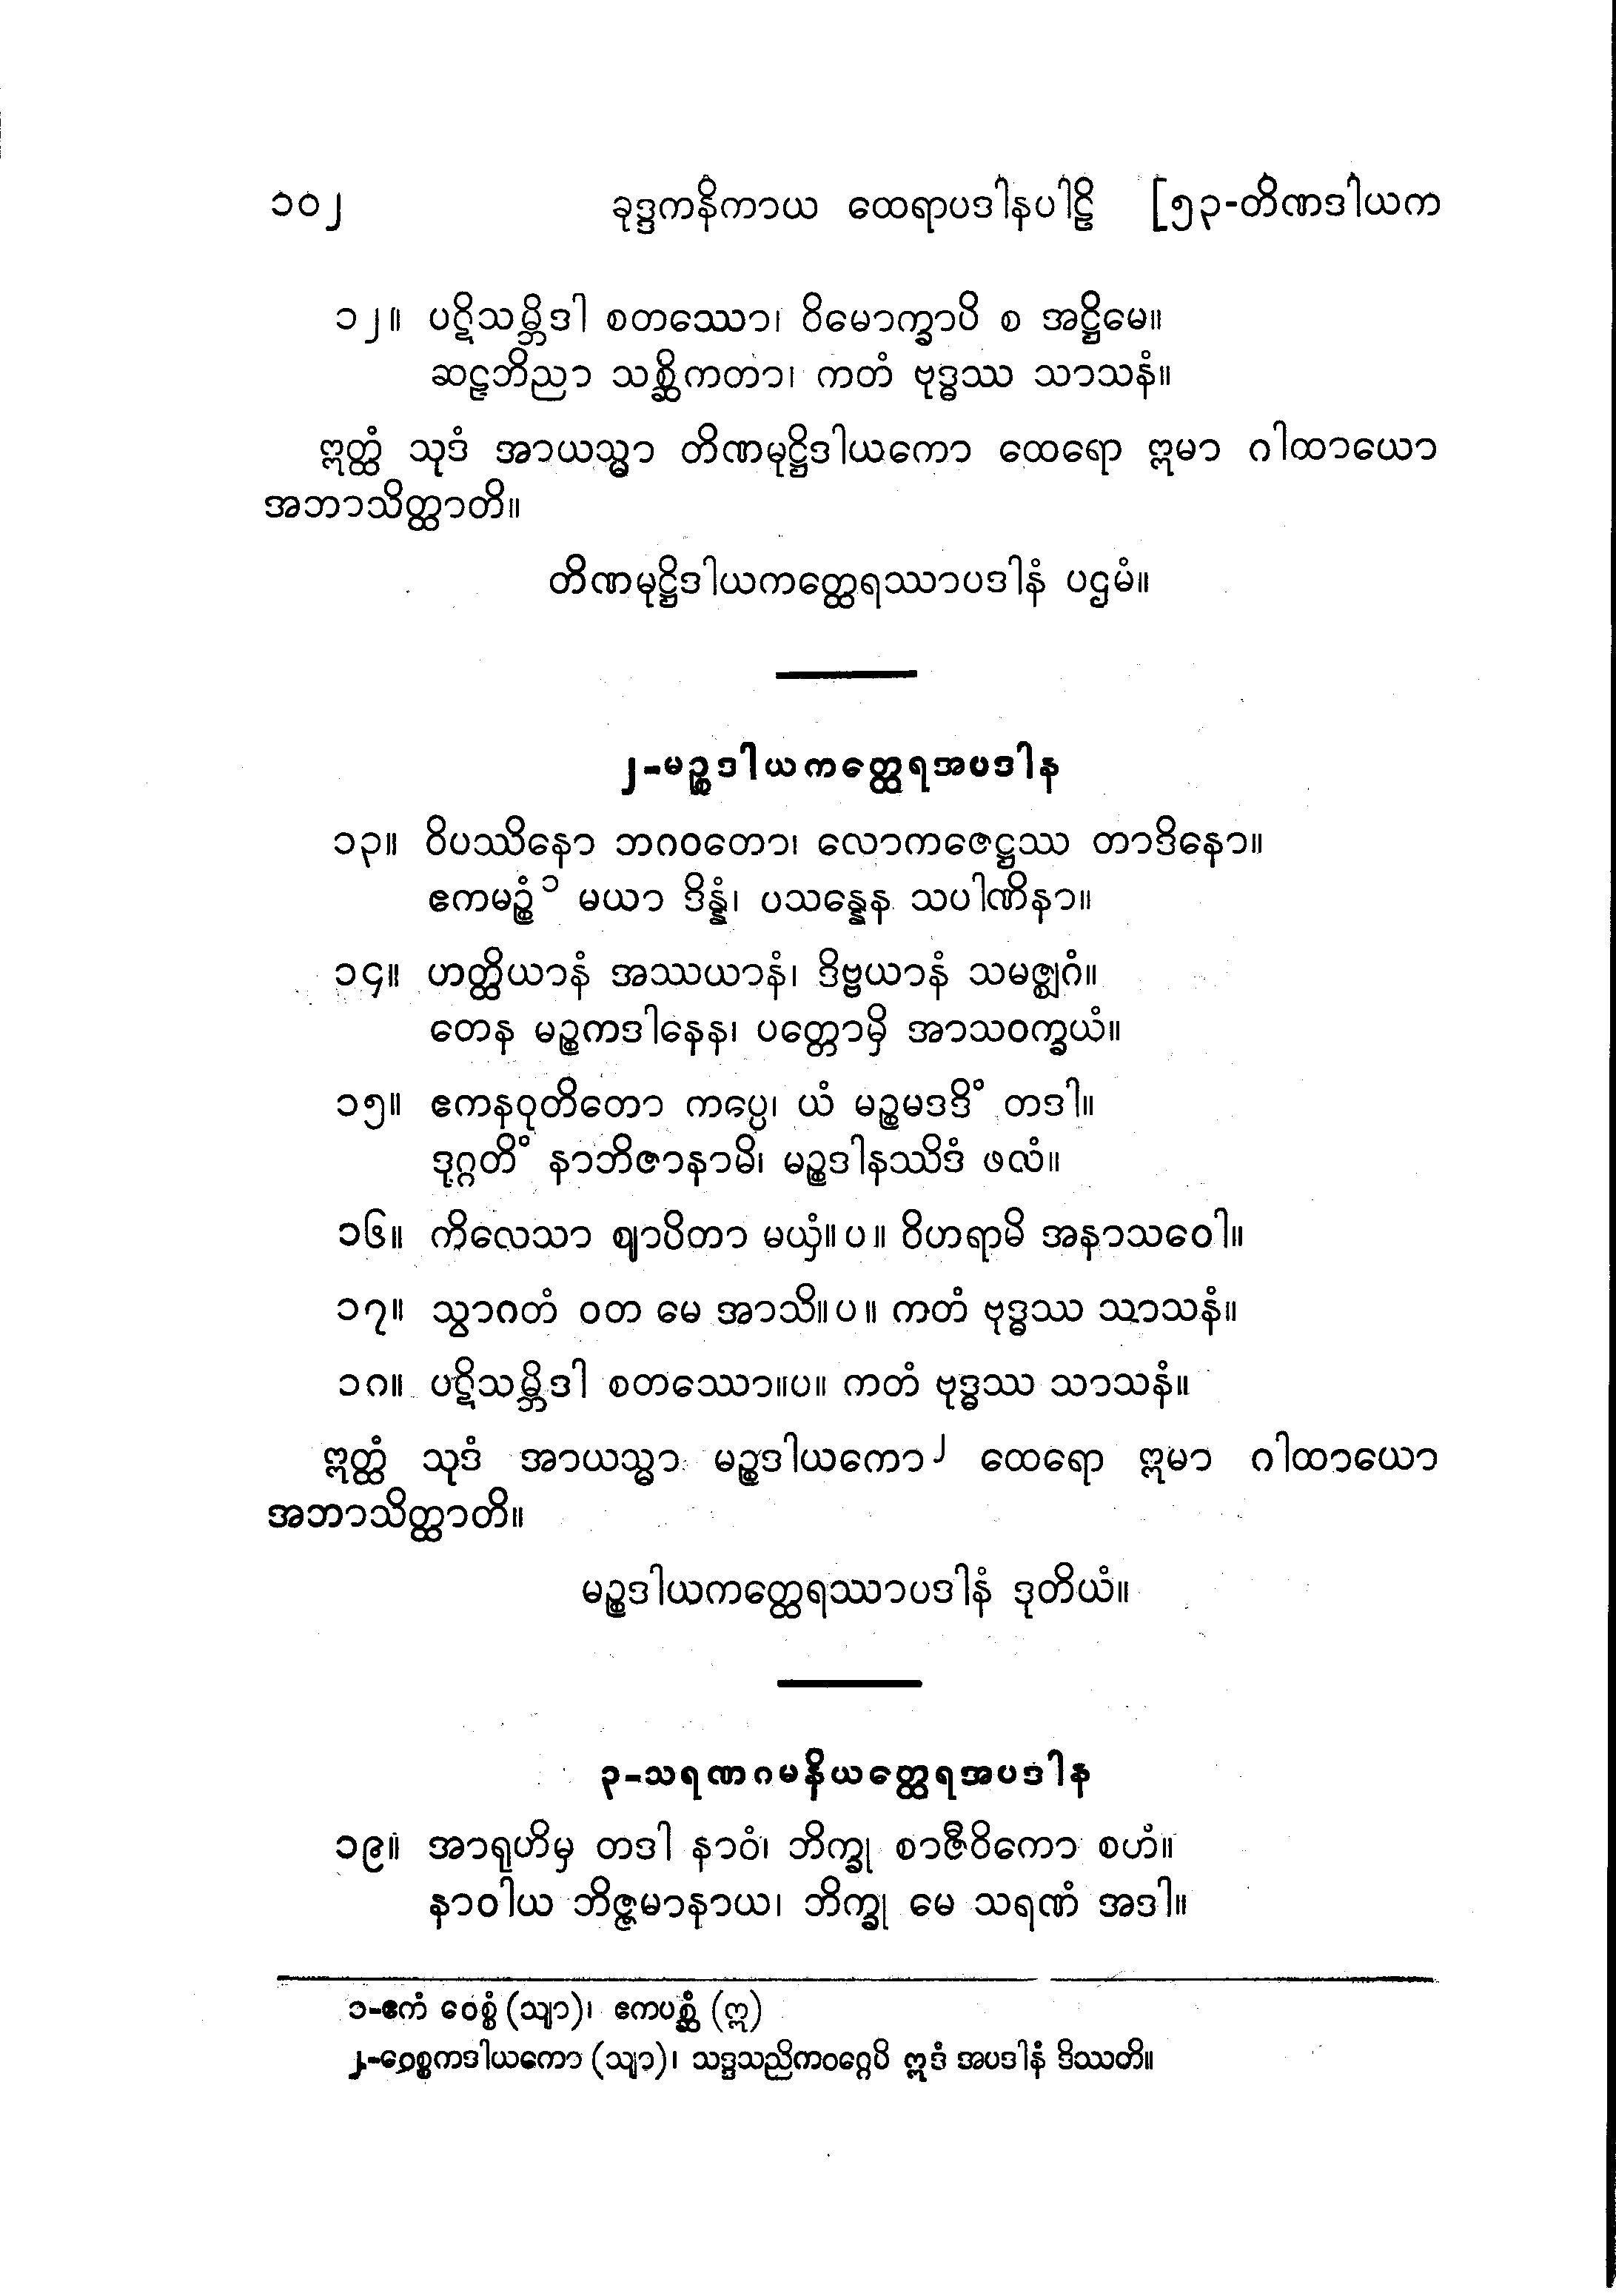 ၁၀၂ ခုဒ္ဒကနိကာယ ထေရာပဒါနပါဠိ [၅၃-တိဏဒါယက
၁၂။ ပဋိသမ္ဘိဒါ စတဿော၊ ဝိမောက္ခာပိ စ အဋ္ဌိမေ။
ဆဠဘိညာ သစ္ဆိကတာ၊ ကတံ ဗုဒ္ဓဿ သာသနံ။
ဣတ္ထံ သုဒံ အာယသ္မာ တိဏမုဋ္ဌိဒါယကော ထေရော ဣမာ ဂါထာယော
အဘာသိတ္ထာတိ။
တိဏမုဋ္ဌိဒါယကတ္ထေရဿာပဒါနံ ပဌမံ။
၂-မဉ္စဒါယကတ္ထေရအပဒါန
၁၃။ ဝိပဿိနော ဘဂဝတော၊ လောကဇေဋ္ဌဿ တာဒိနော။
ဧကမဉ္စံ၁ မယာ ဒိန္နံ၊ ပသန္နေန သပါဏိနာ။
၁၄။ ဟတ္ထိယာနံ အဿယာနံ၊ ဒိဗ္ဗယာနံ သမဇ္ဈဂံ။
တေန မဉ္စကဒါနေန၊ ပတ္တောမှိ အာသဝက္ခယံ။
၁၅။ ဧကနဝုတိတော ကပ္ပေ၊ ယံ မဉ္စမဒဒိံ တဒါ။
ဒုဂ္ဂတိံ နာဘိဇာနာမိ၊ မဉ္စဒါနဿိဒံ ဖလံ။
၁၆။ ကိလေသာ ဈာပိတာ မယှံ။ပ။ ဝိဟရာမိ အနာသဝေါ။
၁၇။ သွာဂတံ ဝတ မေ အာသိ။ပ။ ကတံ ဗုဒ္ဓဿ သာသနံ။
၁၈။ ပဋိသမ္ဘိဒါ စတဿော။ပ။ ကတံ ဗုဒ္ဓဿ သာသနံ။
ဣတ္ထံ သုဒံ အာယသ္မာ မဉ္စဒါယကော၂ ထေရော ဣမာ ဂါထာယော
အဘာသိတ္ထာတိ။
မဉ္စဒါယကတ္ထေရဿာပဒါနံ ဒုတိယံ။
၃-သရဏဂမနိယတ္ထေရအပဒါန
၁၉။ အာရုဟိမှ တဒါ နာဝံ၊ ဘိက္ခု စာဇီဝိကော စဟံ။
နာဝါယ ဘိဇ္ဇမာနာယ၊ ဘိက္ခု မေ သရဏံ အဒါ။
၁-ဧကံ ဝေစ္စံ (သျာ)၊ ဧကပစ္ဆံ (ဣ)
၂-ဝေစ္စကဒါယကော (သျာ)၊ သဒ္ဒသညိကဝဂ္ဂေပိ ဣဒံ အပဒါနံ ဒိဿတိ။